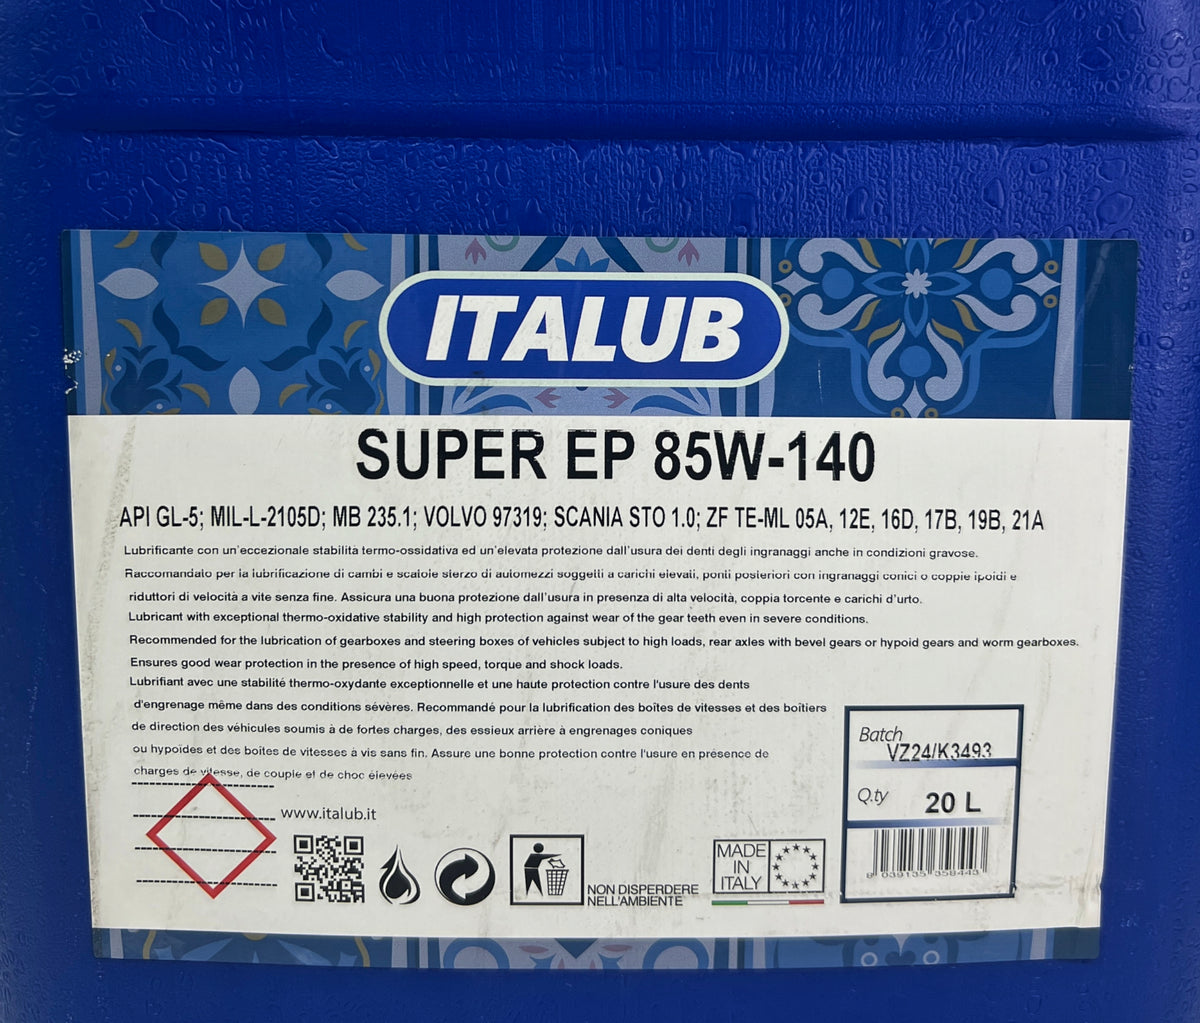 ITALUB
SUPER EP 85W-140
API GL-5; MIL-L-2105D; MB 235.1; VOLVO 97319; SCANIA STO 1.0; ZF TE-ML 05A, 12E, 16D, 17B, 19B, 21A
Lubrificante con un'eccezionale stabilità termo-ossidativa ed un'elevata protezione dall'usura dei denti degli ingranaggi anche in condizioni gravose.
Raccomandato per la lubrificazione di cambi e scatole sterzo di automezzi soggetti a carichi elevati, ponti posteriori con ingranaggi conici o coppie ipoidi e
riduttori di velocità a vite senza fine. Assicura una buona protezione dall'usura in presenza di alta velocità, coppia torcente e carichi d'urto.
Lubricant with exceptional thermo-oxidative stability and high protection against wear of the gear teeth even in severe conditions.
Recommended for the lubrication of gearboxes and steering boxes of vehicles subject to high loads, rear axles with bevel gears or hypoid gears and worm gearboxes.
Ensures good wear protection in the presence of high speed, torque and shock loads.
Lubrifiant avec une stabilité thermo-oxydante exceptionnelle et une haute protection contre l'usure des dents
d'engrenage même dans des conditions sévères. Recommandé pour la lubrification des boîtes de vitesses et des boîtiers
de direction des véhicules soumis à de fortes charges, des essieux arrière à engrenages coniques
ou hypoïdes et des boîtes de vitesses à vis sans fin. Assure une bonne protection contre l'usure en présence de
charges de vitesse, de couple et de choc élevées
www.italub.it
NON DISPERDERE
NELL'AMBIENTE
MADE
IN
ITALY
Batch
VZ24/K3493
Q.ty 20 L
8 039135 358443